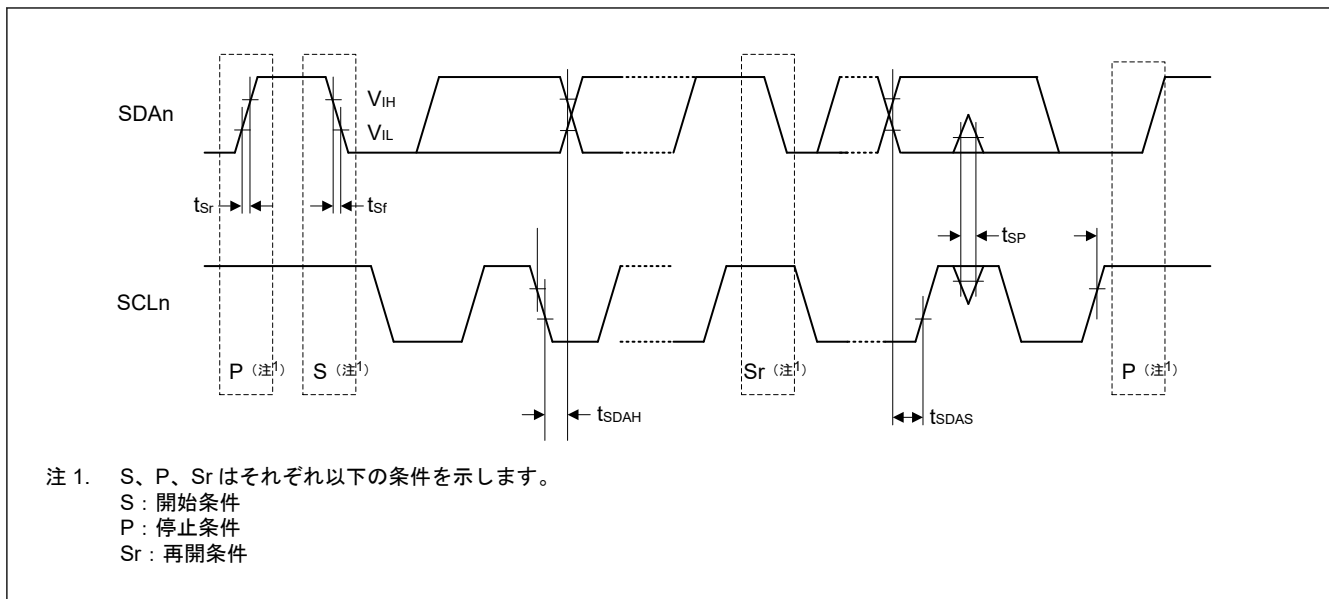 SDAn
VIH
VIL
tSr
tSf
tSP
SCLn
P（注1）
S（注1）
Sr（注1）
P（注1）
tSDAH
tSDAS
注 1. S、P、Sr はそれぞれ以下の条件を示します。
S：開始条件
P：停止条件
Sr：再開条件